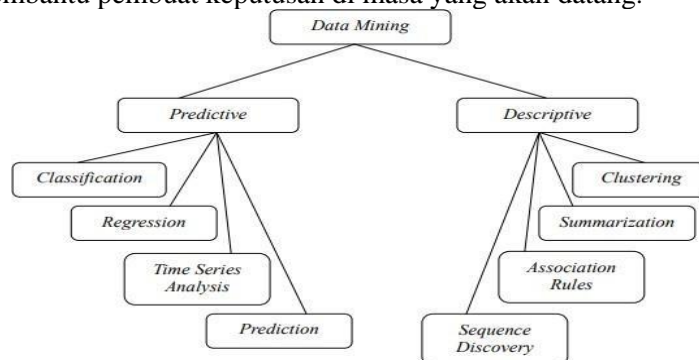 pembuat keputusan di masa yang akan datang.
Data Mining
Predictive
Descriptive
Classification
Clustering
Regression
Summarization
Time Series
Analysis
Association
Rules
Prediction
Sequence
Discovery